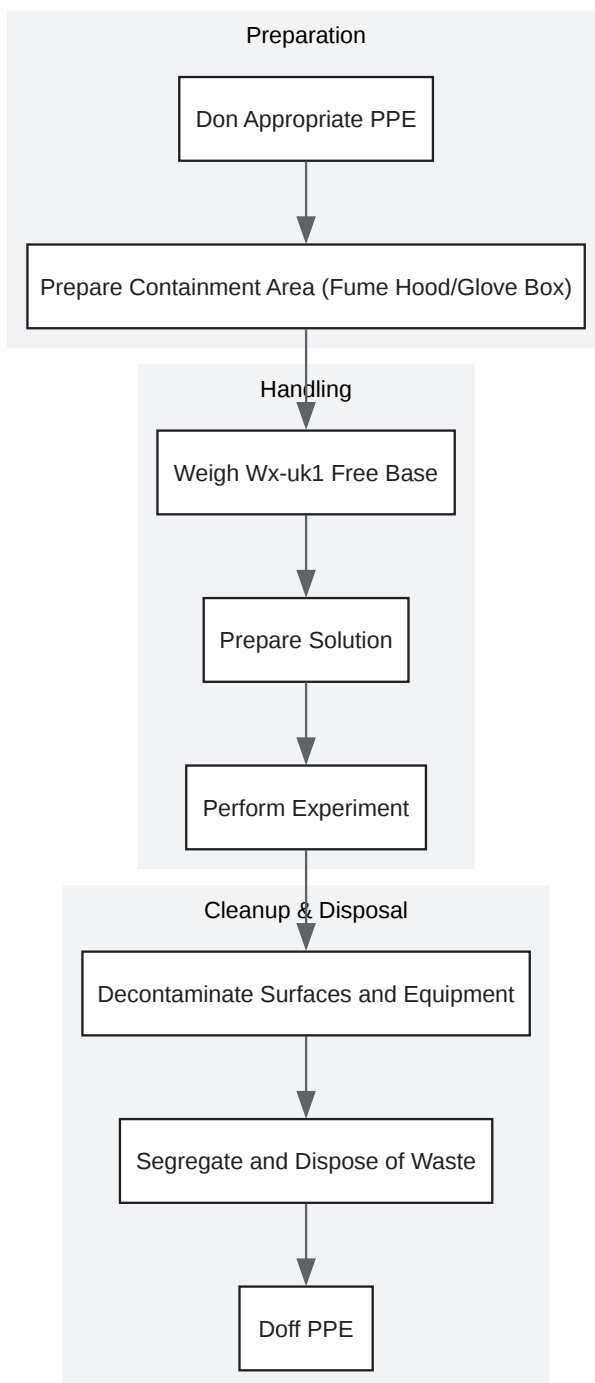 Preparation
Don Appropriate PPE
Prepare Containment Area (Fume Hood/Glove Box)
Handling
Weigh Wx-uk1 Free Base
Prepare Solution
Perform Experiment
Cleanup & Disposal
Decontaminate Surfaces and Equipment
Segregate and Dispose of Waste
Doff PPE